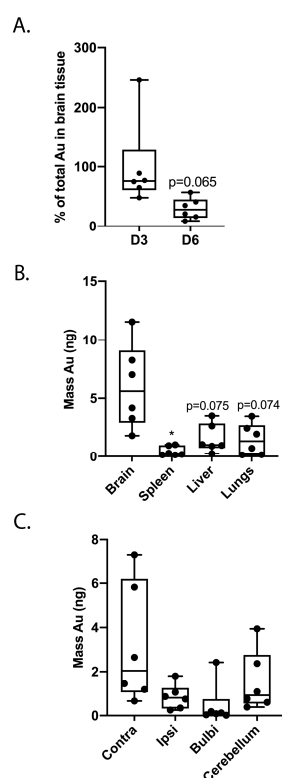 A.
% of total Au in brain tissue
300
200
100
0
p=0.065
D3
D6
B.
Mass Au (ng)
15
10
5
0
*
p=0.075
p=0.074
Brain
Spleen
Liver
Lungs
C.
Mass Au (ng)
8
6
4
2
0
Contra
Ipsi
Bulbi
Cerebellum